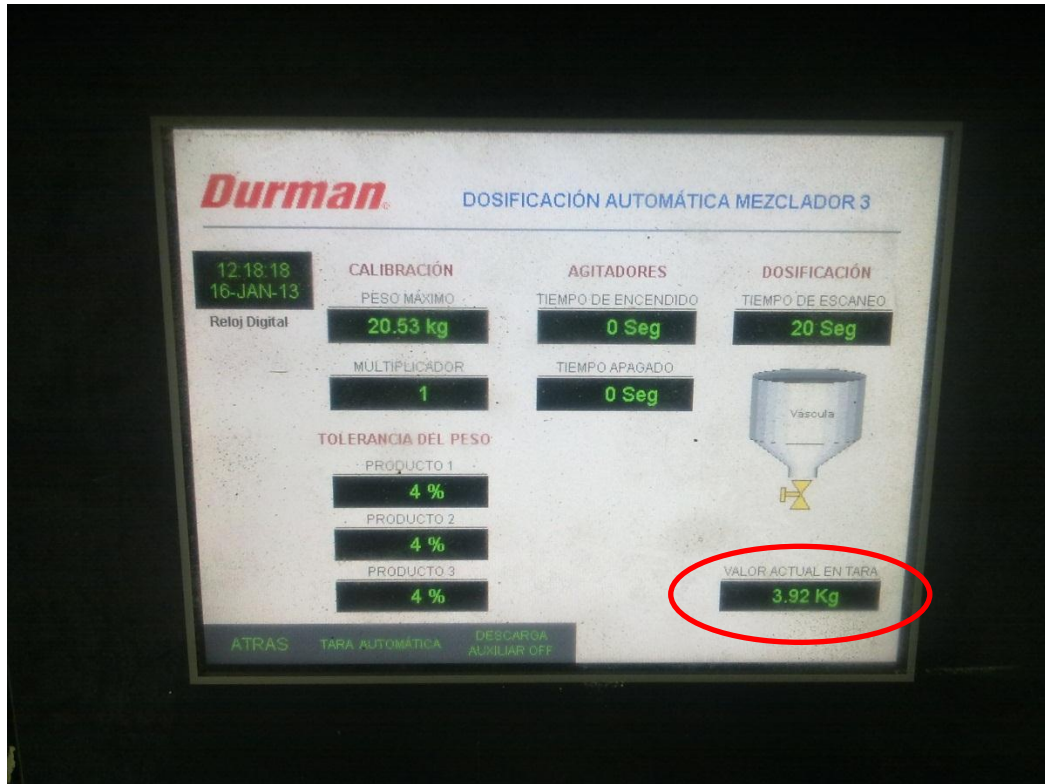 Durman®
DOSIFICACIÓN AUTOMÁTICA MEZCLADOR 3
12:18:18
16-JAN-13
Reloj Digital
CALIBRACIÓN
PESO MÁXIMO
20.53 kg
MULTIPLICADOR
1
TOLERANCIA DEL PESO
PRODUCTO 1
4 %
PRODUCTO 2
4 %
PRODUCTO 3
4 %
AGITADORES
TIEMPO DE ENCENDIDO
0 Seg
TIEMPO APAGADO
0 Seg
DOSIFICACIÓN
TIEMPO DE ESCANEO
20 Seg
Váscula
VALOR ACTUAL EN TARA
3.92 Kg
ATRAS
TARA AUTOMÁTICA
DESCARGA
AUXILIAR OFF